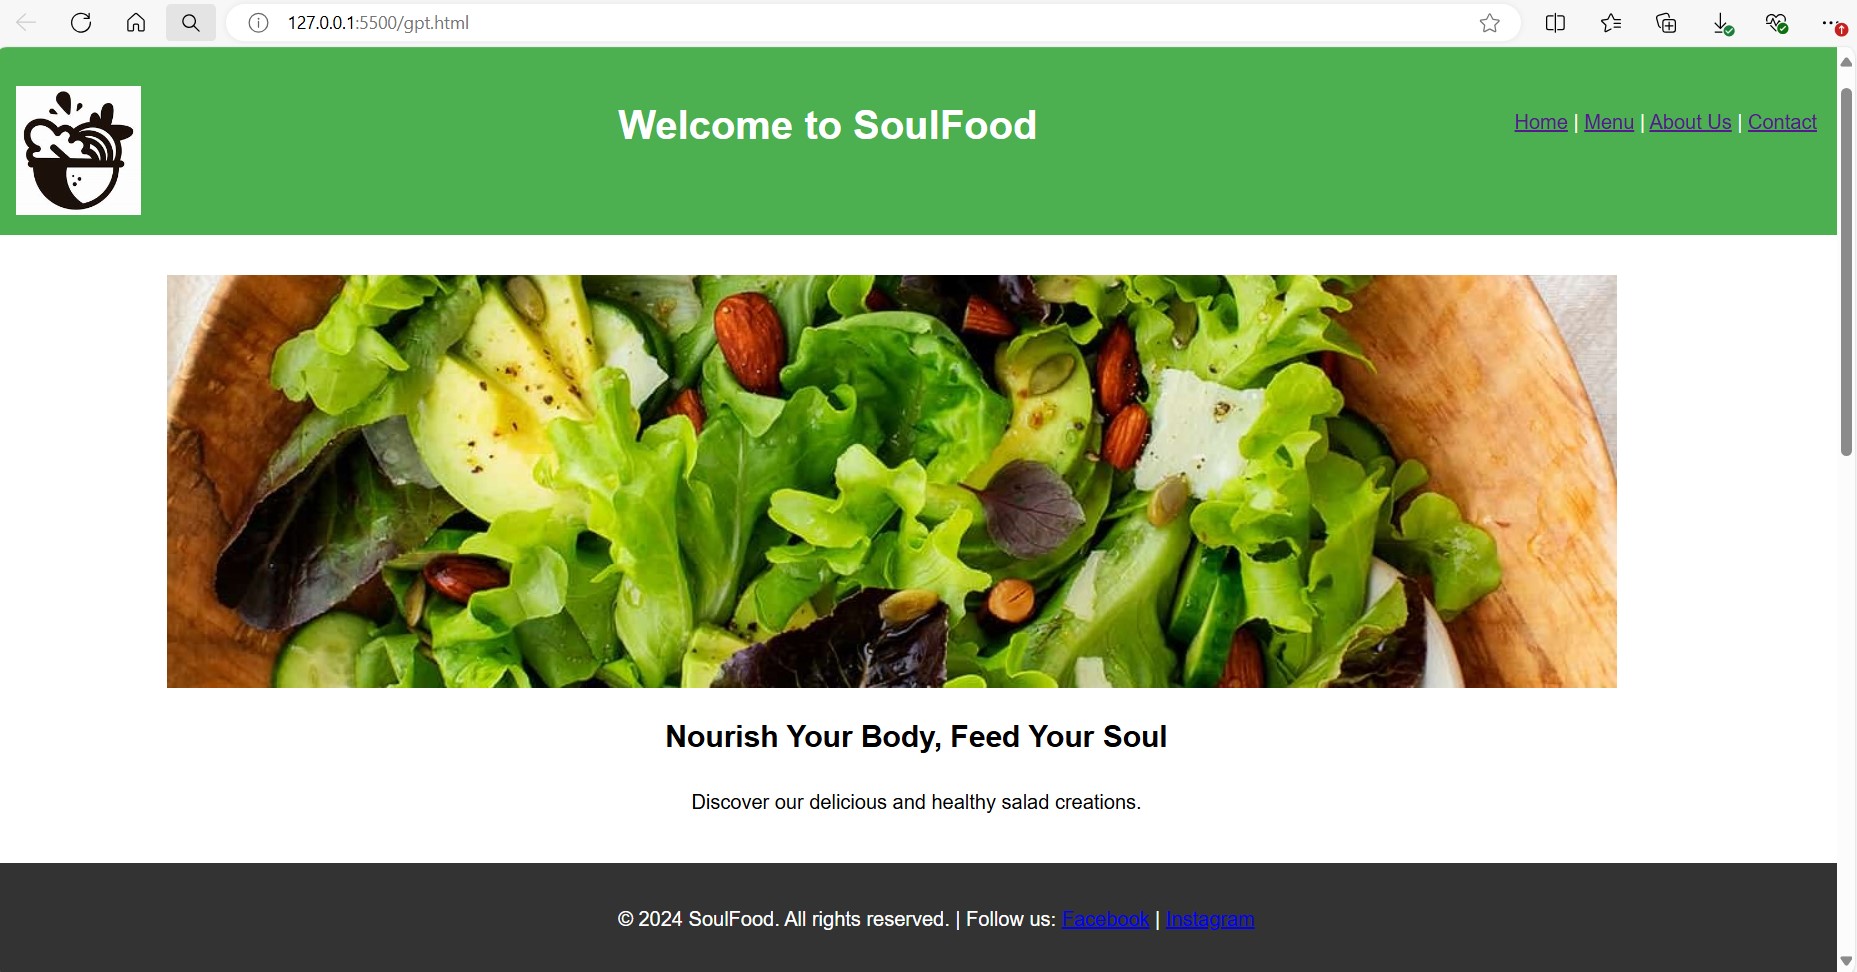 127.0.0.1:5500/gpt.html
Welcome to SoulFood
Home | Menu | About Us | Contact
Nourish Your Body, Feed Your Soul
Discover our delicious and healthy salad creations.
© 2024 SoulFood. All rights reserved. | Follow us: Facebook | Instagram